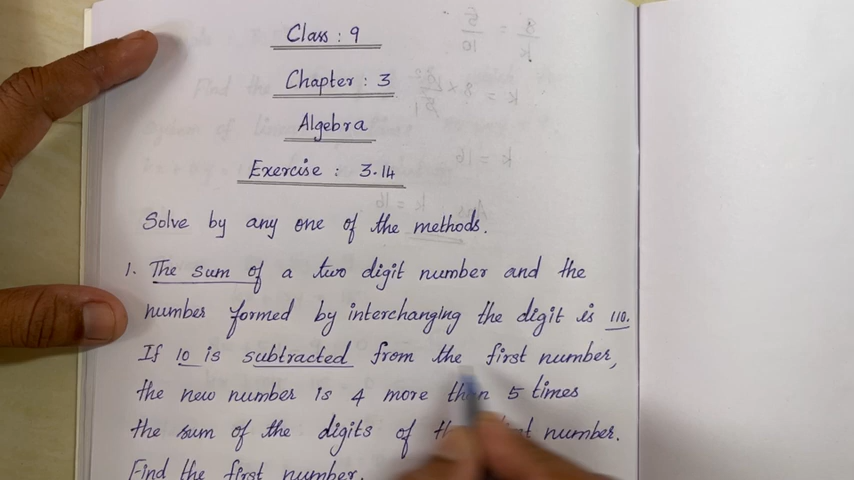 Class : 9
Chapter : 3
Algebra
Exercise : 3.14
Solve by any one of the methods.
1. The sum of a two digit number and the
number formed by interchanging the digit is 110.
If 10 is subtracted from the first number,
the new number is 4 more than 5 times
the sum of the digits of the number.
Find the first number.